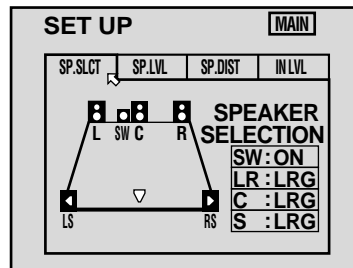 SET UP MAIN
SP.SLCT SP.LVL SP.DIST IN LVL
SPEAKER
SELECTION
L SW C R
SW : ON
LR : LRG
C : LRG
S : LRG
LS RS